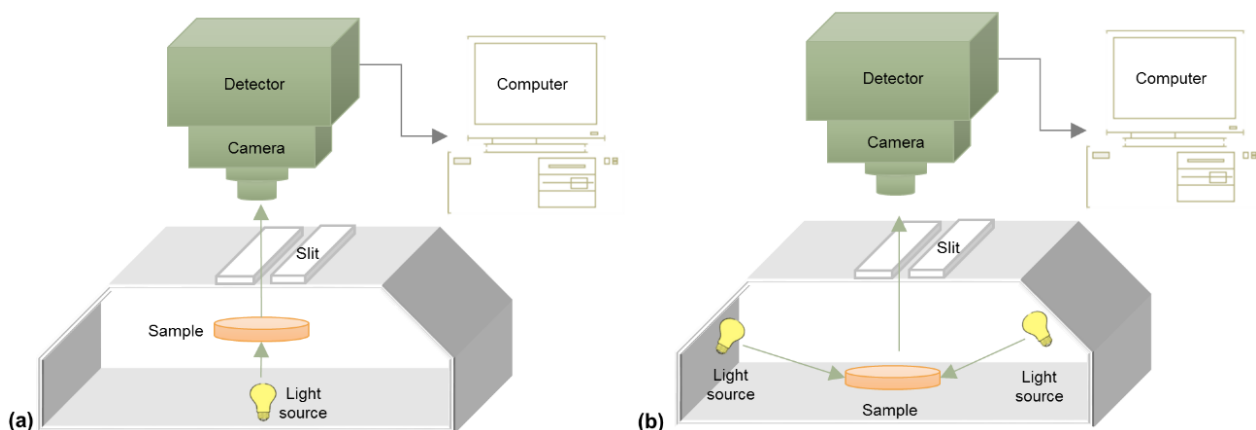 Detector
Camera
Computer
Slit
Sample
Light
source
(a)
Detector
Camera
Computer
Slit
Light
source
Light
source
Sample
(b)